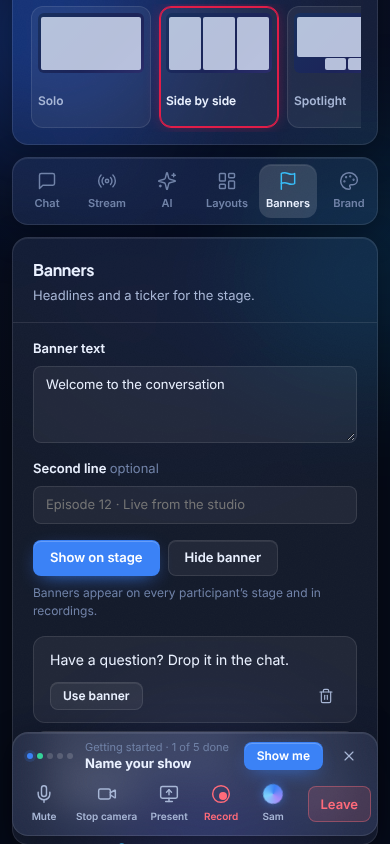 Solo
Side by side
Spotlight
Chat
Stream
AI
Layouts
Banners
Brand
Banners
Headlines and a ticker for the stage.
Banner text
Welcome to the conversation
Second line optional
Episode 12 · Live from the studio
Show on stage
Hide banner
Banners appear on every participant's stage and in
recordings.
Have a question? Drop it in the chat.
Use banner
Getting started · 1 of 5 done
Name your show
Show me
Mute
Stop camera
Present
Record
Sam
Leave